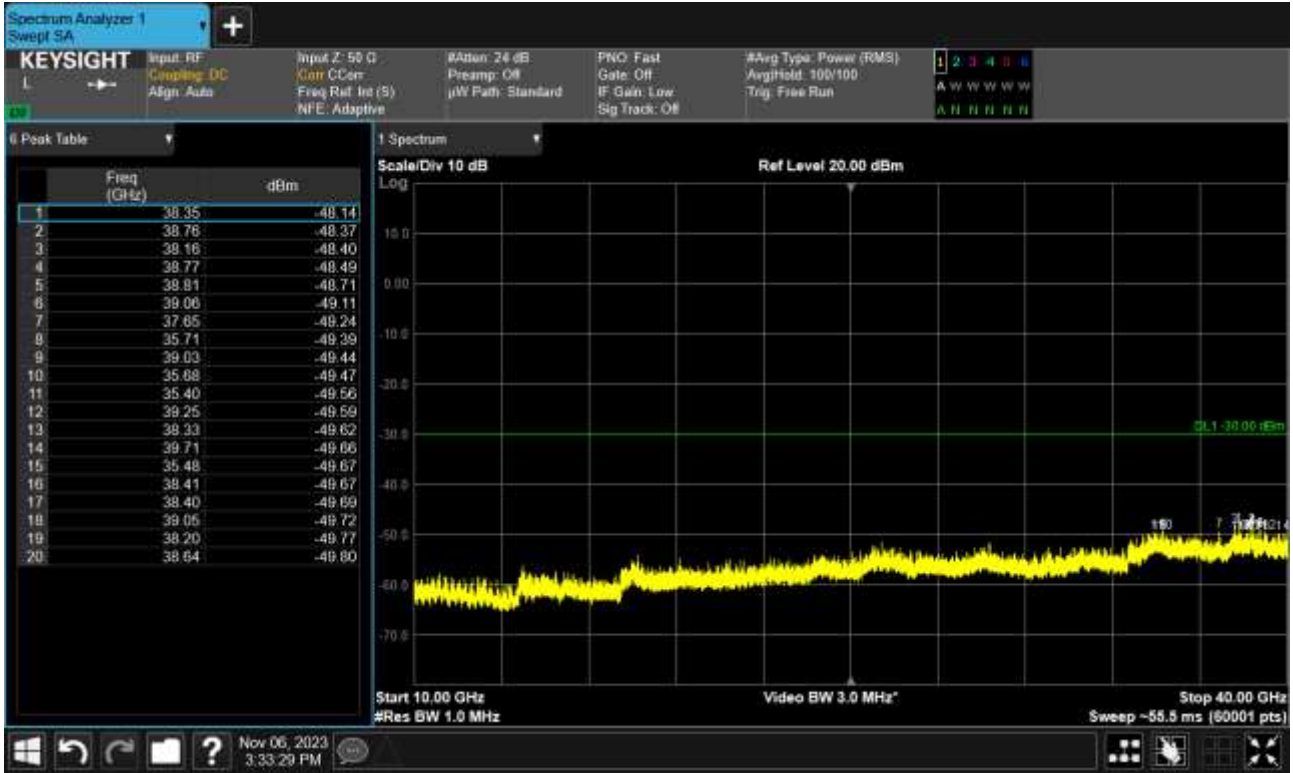 Spectrum Analyzer 1
Swept SA
KEYSIGHT
L
Input: RF
Coupling: DC
Align: Auto
Input Z: 50 Ω
Corr CCorr
Freq Ref: Int (S)
NFE: Adaptive
#Atten: 24 dB
Preamp: Off
µW Path: Standard
PNO: Fast
Gate: Off
IF Gain: Low
Sig Track: Off
#Avg Type: Power (RMS)
Avg|Hold: 100/100
Trig: Free Run
1 2 3 4 5 6
A W W W W W
A N N N N N
6 Peak Table
Freq (GHz) dBm
1 38.35 -48.14
2 38.76 -48.37
3 38.16 -48.40
4 38.77 -48.49
5 38.81 -48.71
6 39.06 -49.11
7 37.65 -49.24
8 35.71 -49.39
9 39.03 -49.44
10 35.68 -49.47
11 35.40 -49.56
12 39.25 -49.59
13 38.33 -49.62
14 39.71 -49.66
15 35.48 -49.67
16 38.41 -49.67
17 38.40 -49.69
18 39.05 -49.72
19 38.20 -49.77
20 38.64 -49.80
1 Spectrum
Scale/Div 10 dB
Ref Level 20.00 dBm
Log
10.0
0.00
-10.0
-20.0
-30.0
DL1 -30.00 dBm
-40.0
-50.0
7
-60.0
-70.0
Start 10.00 GHz
Video BW 3.0 MHz*
Stop 40.00 GHz
#Res BW 1.0 MHz
Sweep ~55.5 ms (60001 pts)
?
Nov 06, 2023
3:33:29 PM